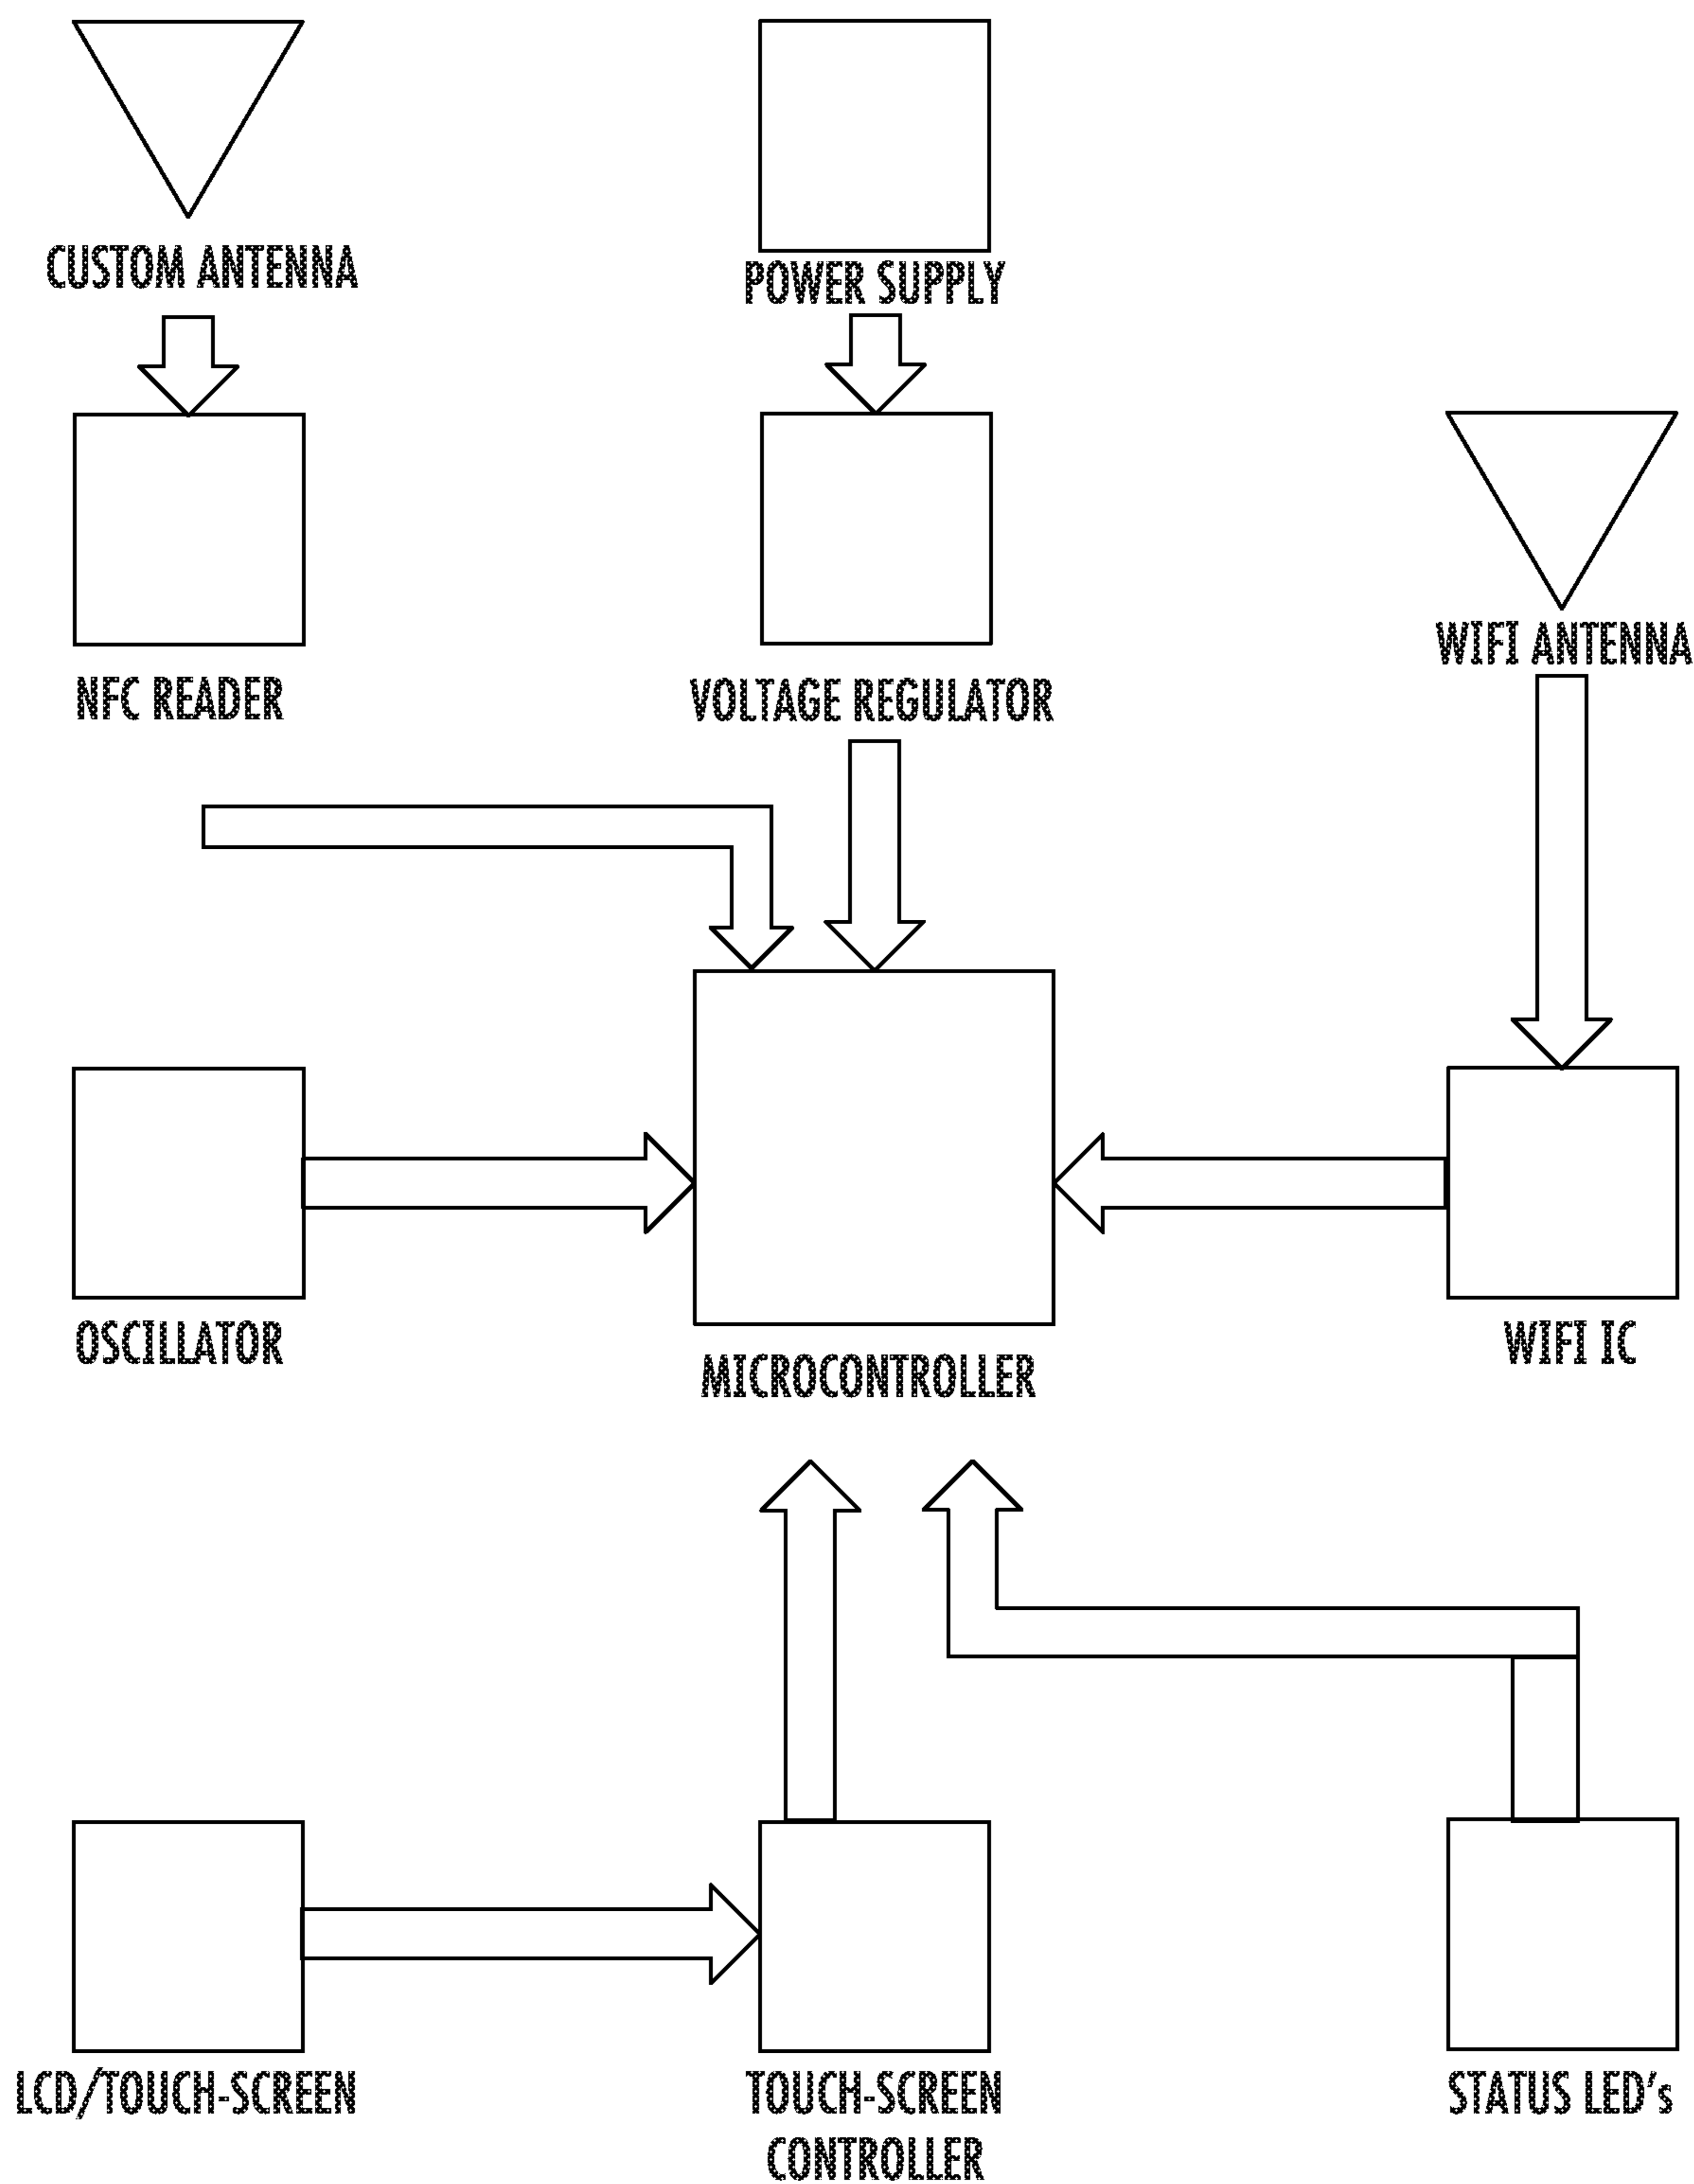 CUSTOM ANTENNA
POWER SUPPLY
WIFI ANTENNA
NFC READER
VOLTAGE REGULATOR
OSCILLATOR
MICROCONTROLLER
WIFI IC
LCD/TOUCH-SCREEN
TOUCH-SCREEN
CONTROLLER
STATUS LED's